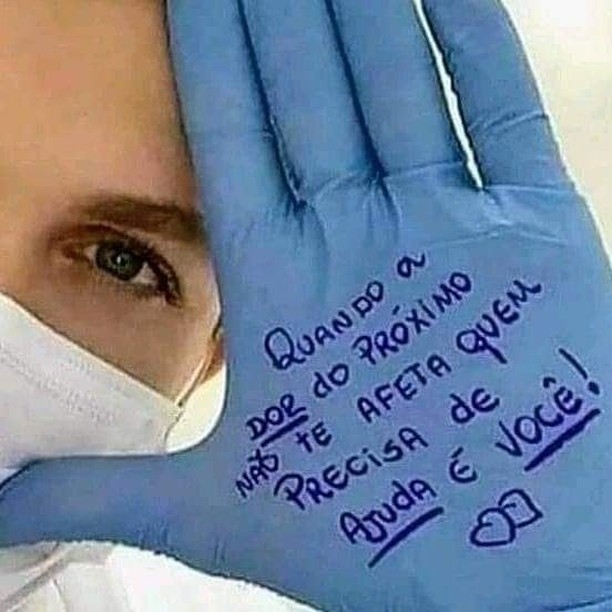 QUANDO a
DOR do PRÓXIMO
NÃO TE AFETA QUEM
PRECISA de
AJUDA É VOCÊ!